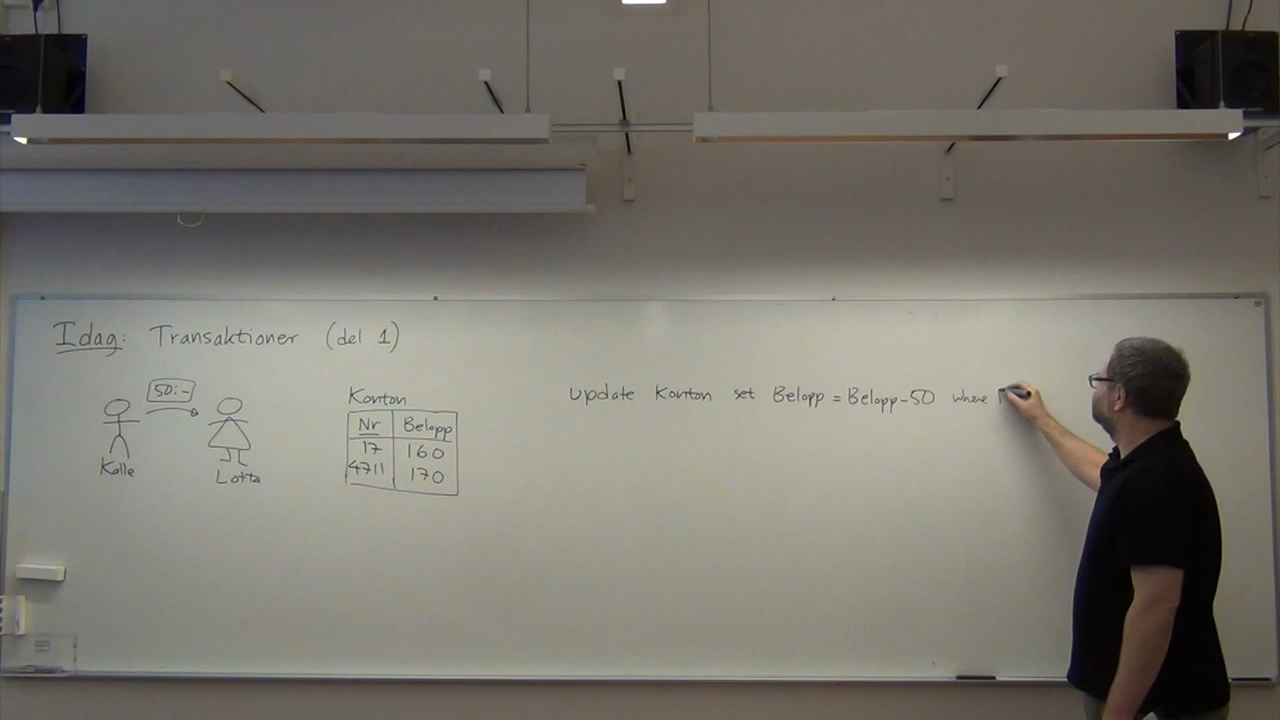 Idag: Transaktioner (del 1)
50:-
Kalle
Lotta
Konton
Nr Belopp
17 160
4711 170
update Konton set Belopp = Belopp-50 where